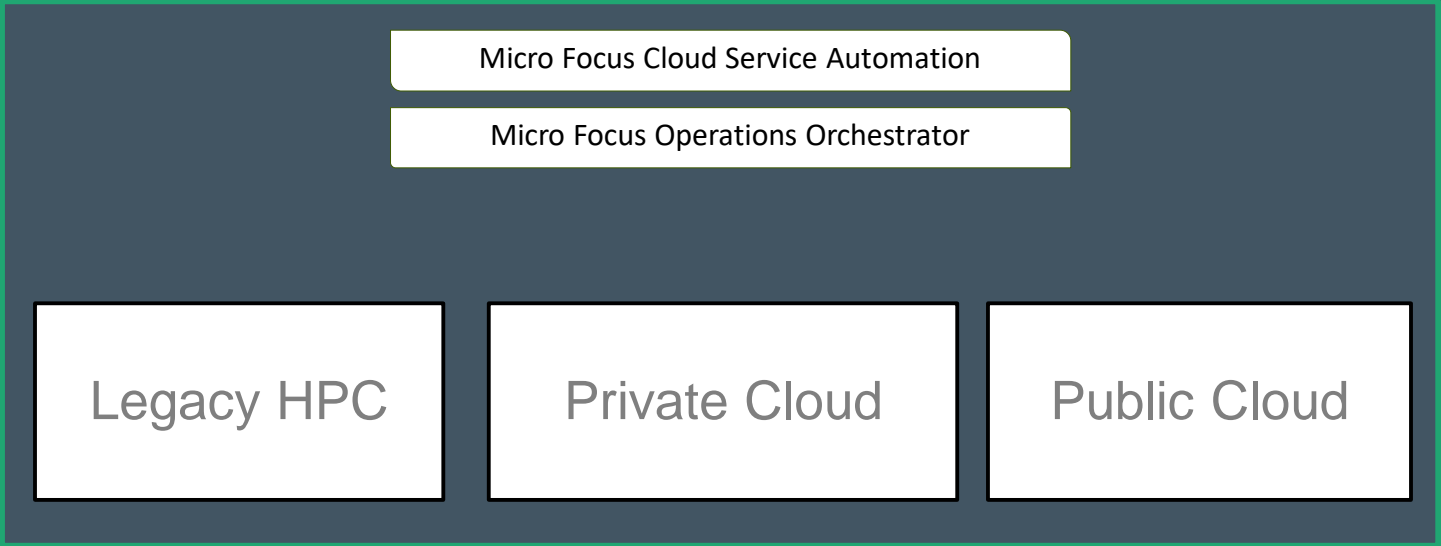 Micro Focus Cloud Service Automation
Micro Focus Operations Orchestrator
Legacy HPC
Private Cloud
Public Cloud